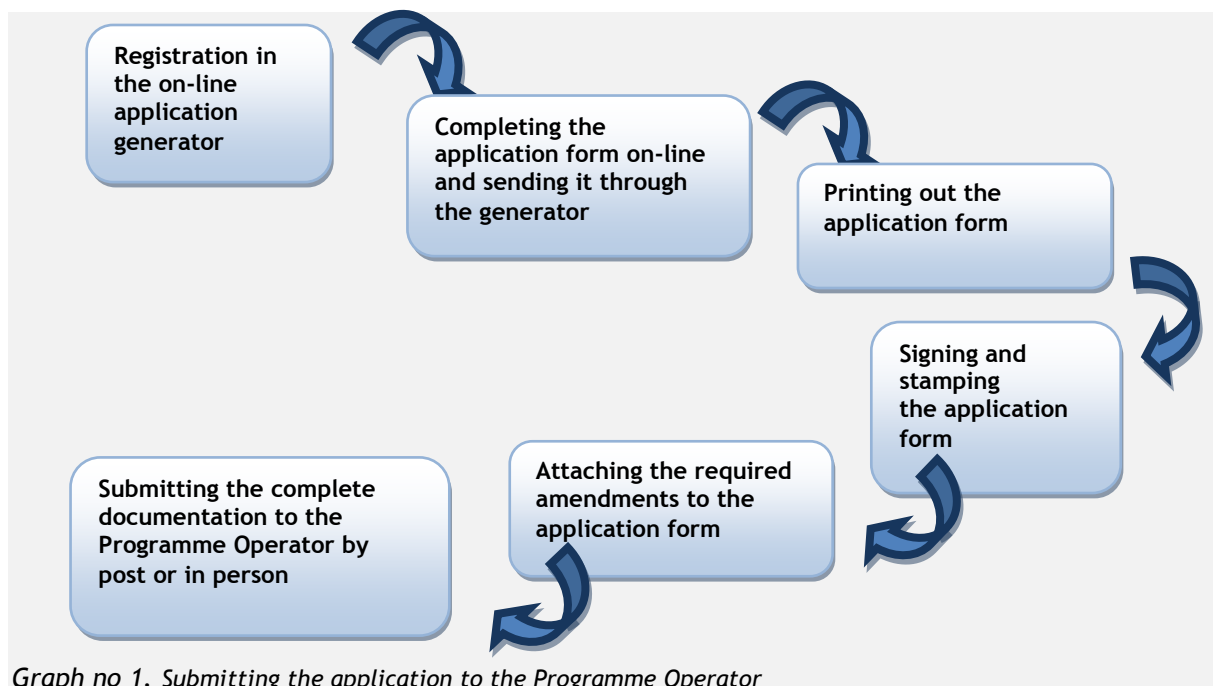 Registration in
the on-line
application
generator
Completing the
application form on-line
and sending it through
the generator
Printing out the
application form
Signing and
stamping
the application
form
Attaching the required
amendments to the
application form
Submitting the complete
documentation to the
Programme Operator by
post or in person
Graph no 1. Submitting the application to the Programme Operator